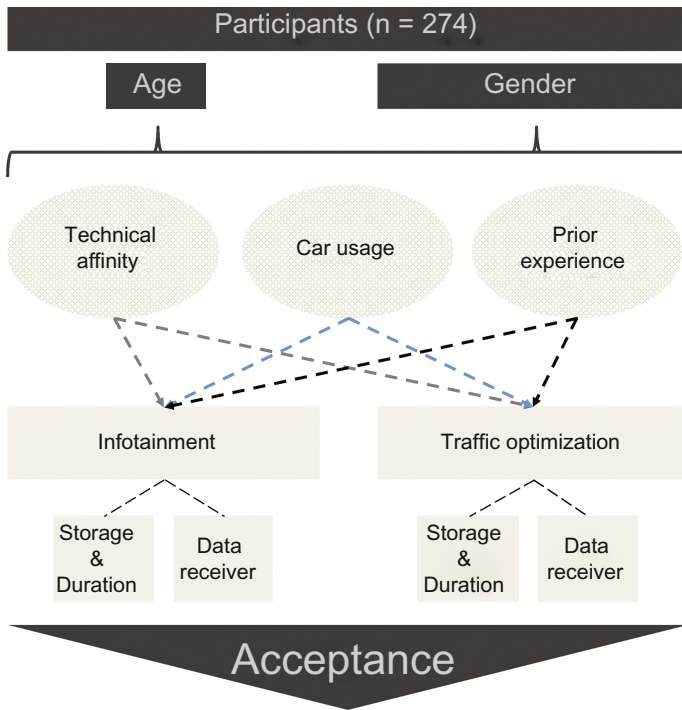 Participants (n = 274)
Age
Gender
Technical
affinity
Car usage
Prior
experience
Infotainment
Traffic optimization
Storage
&
Duration
Data
receiver
Storage
&
Duration
Data
receiver
Acceptance